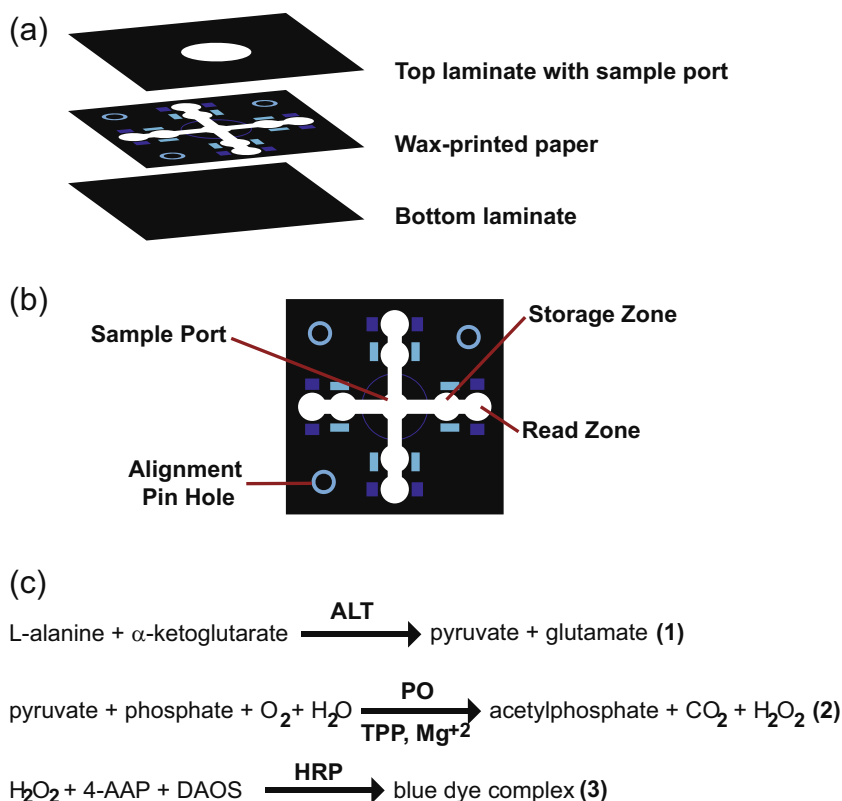 (a)
Top laminate with sample port
Wax-printed paper
Bottom laminate
(b)
Sample Port
Storage Zone
Read Zone
Alignment
Pin Hole
(c)
L-alanine + α-ketoglutarate ALT pyruvate + glutamate (1)
pyruvate + phosphate + O2 + H2O PO TPP, Mg+2 acetylphosphate + CO2 + H2O2 (2)
H2O2 + 4-AAP + DAOS HRP blue dye complex (3)